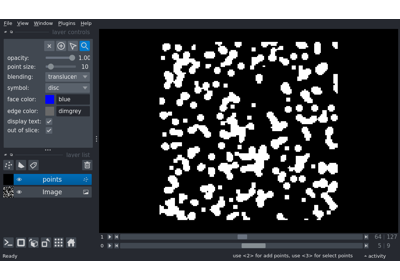 File View Window Plugins Help
layer controls
opacity: 1.00
point size: 10
blending: translucen
symbol: disc
face color: blue
edge color: dimgrey
display text:
out of slice:
layer list
points
Image
1 64 127
0 5 9
Ready use <2> for add points, use <3> for select points activity